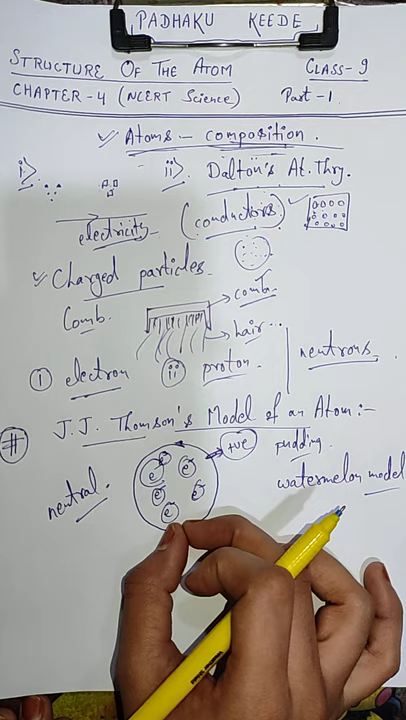 PADHAKU KEEDE
STRUCTURE OF THE ATOM CLASS-9
CHAPTER-4 (NCERT Science) Part-1.
Atoms - composition.
i> ii> Dalton's At. Thry.
electricity (conductors)
Charged particles
Comb. comb.
hair
i electron ii proton. neutrons.
# J.J. Thomson's Model of an Atom:-
+ve pudding.
neutral. e⁻ e⁻ e⁻ e⁻ e⁻ e⁻ watermelon model